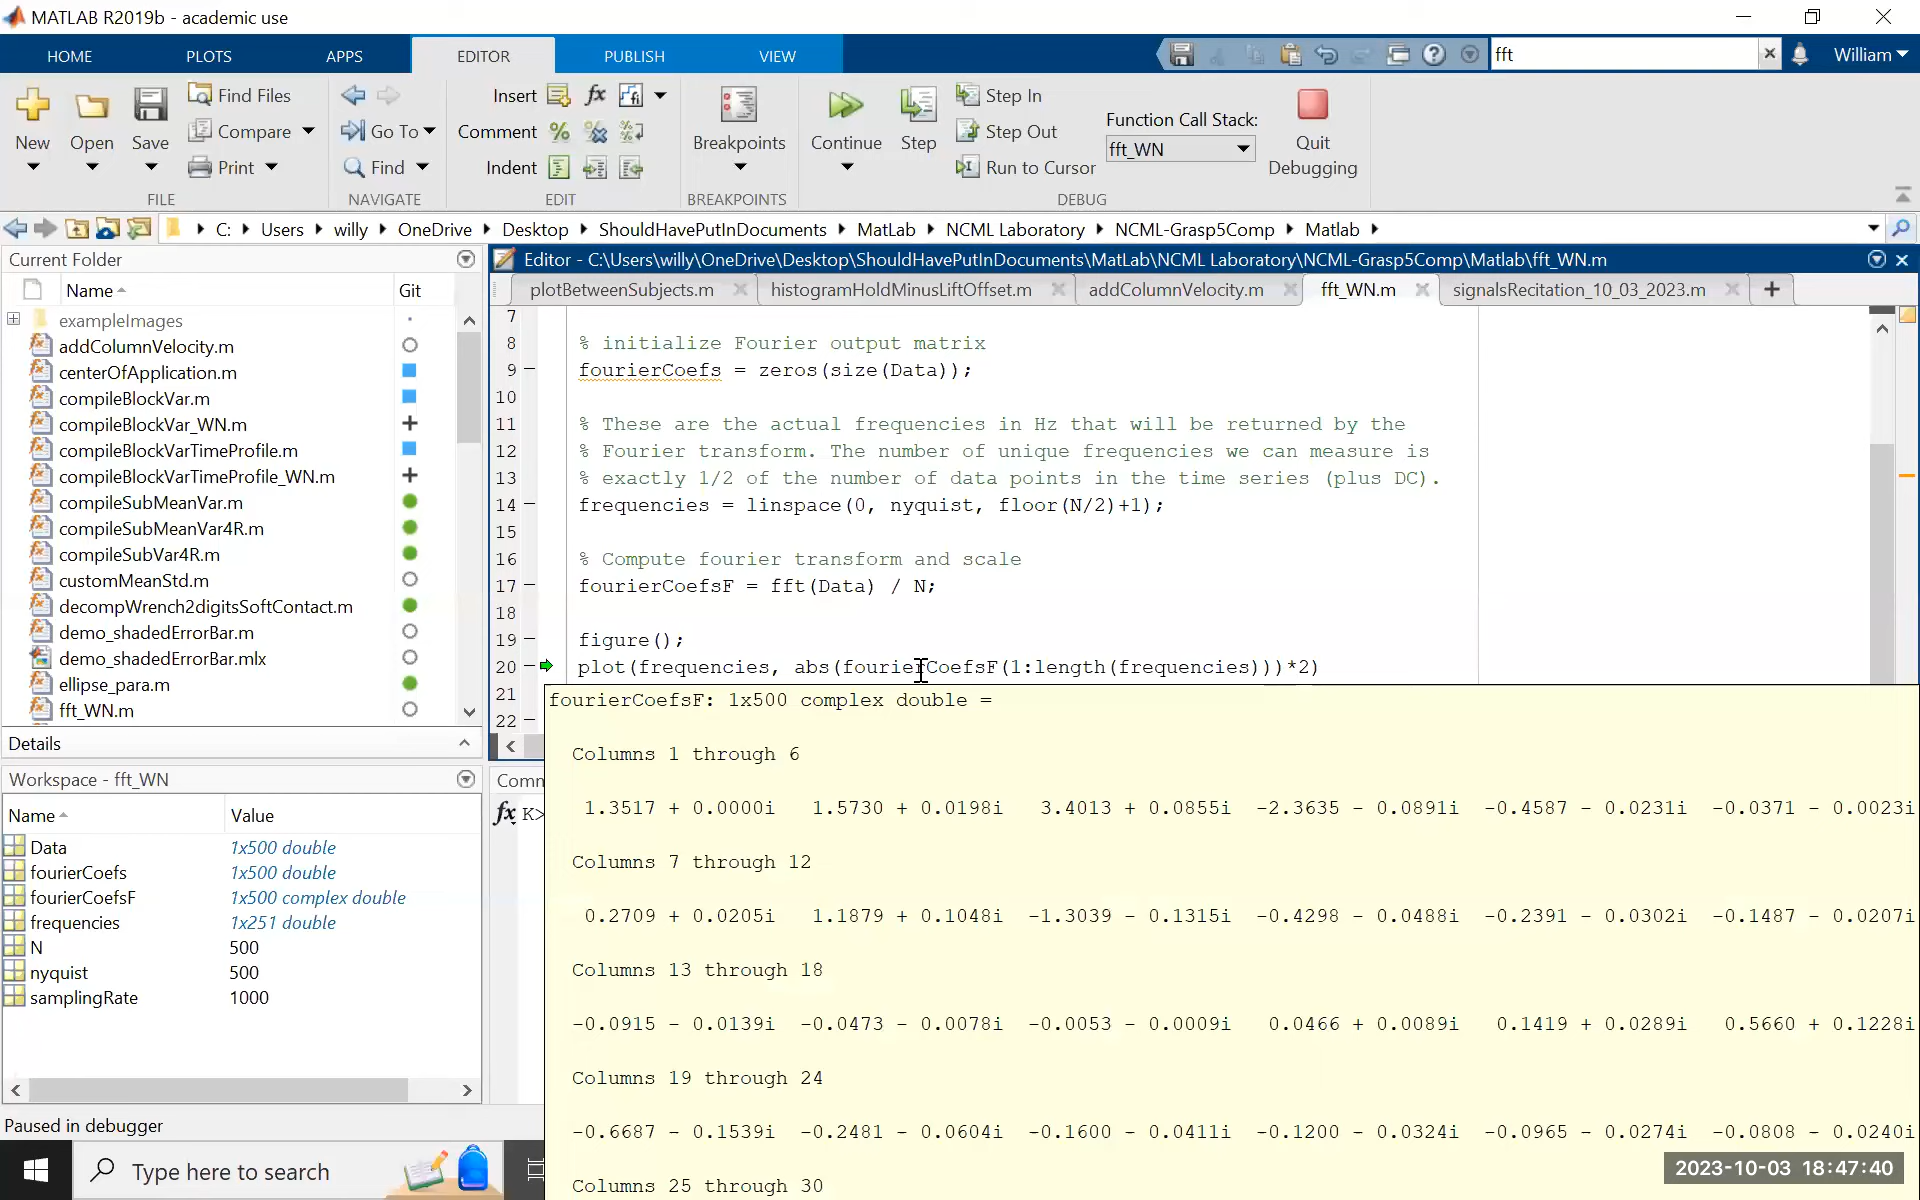 MATLAB R2019b - academic use
HOME PLOTS APPS EDITOR PUBLISH VIEW fft William
New Open Save Find Files Compare Print
Go To Find
Insert Comment Indent
Breakpoints
Continue Step Step In Step Out Run to Cursor
Function Call Stack:
fft_WN
Quit Debugging
FILE NAVIGATE EDIT BREAKPOINTS DEBUG
C: Users willy OneDrive Desktop ShouldHavePutInDocuments MatLab NCML Laboratory NCML-Grasp5Comp Matlab
Current Folder
Name Git
exampleImages
addColumnVelocity.m
centerOfApplication.m
compileBlockVar.m
compileBlockVar_WN.m
compileBlockVarTimeProfile.m
compileBlockVarTimeProfile_WN.m
compileSubMeanVar.m
compileSubMeanVar4R.m
compileSubVar4R.m
customMeanStd.m
decompWrench2digitsSoftContact.m
demo_shadedErrorBar.m
demo_shadedErrorBar.mlx
ellipse_para.m
fft_WN.m
Details
Workspace - fft_WN
Name Value
Data 1x500 double
fourierCoefs 1x500 double
fourierCoefsF 1x500 complex double
frequencies 1x251 double
N 500
nyquist 500
samplingRate 1000
Paused in debugger
Type here to search
Editor - C:\Users\willy\OneDrive\Desktop\ShouldHavePutInDocuments\MatLab\NCML Laboratory\NCML-Grasp5Comp\Matlab\fft_WN.m
plotBetweenSubjects.m histogramHoldMinusLiftOffset.m addColumnVelocity.m fft_WN.m signalsRecitation_10_03_2023.m
7
8 % initialize Fourier output matrix
9 - fourierCoefs = zeros(size(Data));
10
11 % These are the actual frequencies in Hz that will be returned by the
12 % Fourier transform. The number of unique frequencies we can measure is
13 % exactly 1/2 of the number of data points in the time series (plus DC).
14 - frequencies = linspace(0, nyquist, floor(N/2)+1);
15
16 % Compute fourier transform and scale
17 - fourierCoefsF = fft(Data) / N;
18
19 - figure();
20 - plot(frequencies, abs(fourierCoefsF(1:length(frequencies)))*2)
21
22 -
Comm
fx K>
fourierCoefsF: 1x500 complex double =
Columns 1 through 6
1.3517 + 0.0000i 1.5730 + 0.0198i 3.4013 + 0.0855i -2.3635 - 0.0891i -0.4587 - 0.0231i -0.0371 - 0.0023i
Columns 7 through 12
0.2709 + 0.0205i 1.1879 + 0.1048i -1.3039 - 0.1315i -0.4298 - 0.0488i -0.2391 - 0.0302i -0.1487 - 0.0207i
Columns 13 through 18
-0.0915 - 0.0139i -0.0473 - 0.0078i -0.0053 - 0.0009i 0.0466 + 0.0089i 0.1419 + 0.0289i 0.5660 + 0.1228i
Columns 19 through 24
-0.6687 - 0.1539i -0.2481 - 0.0604i -0.1600 - 0.0411i -0.1200 - 0.0324i -0.0965 - 0.0274i -0.0808 - 0.0240i
Columns 25 through 30
2023-10-03 18:47:40